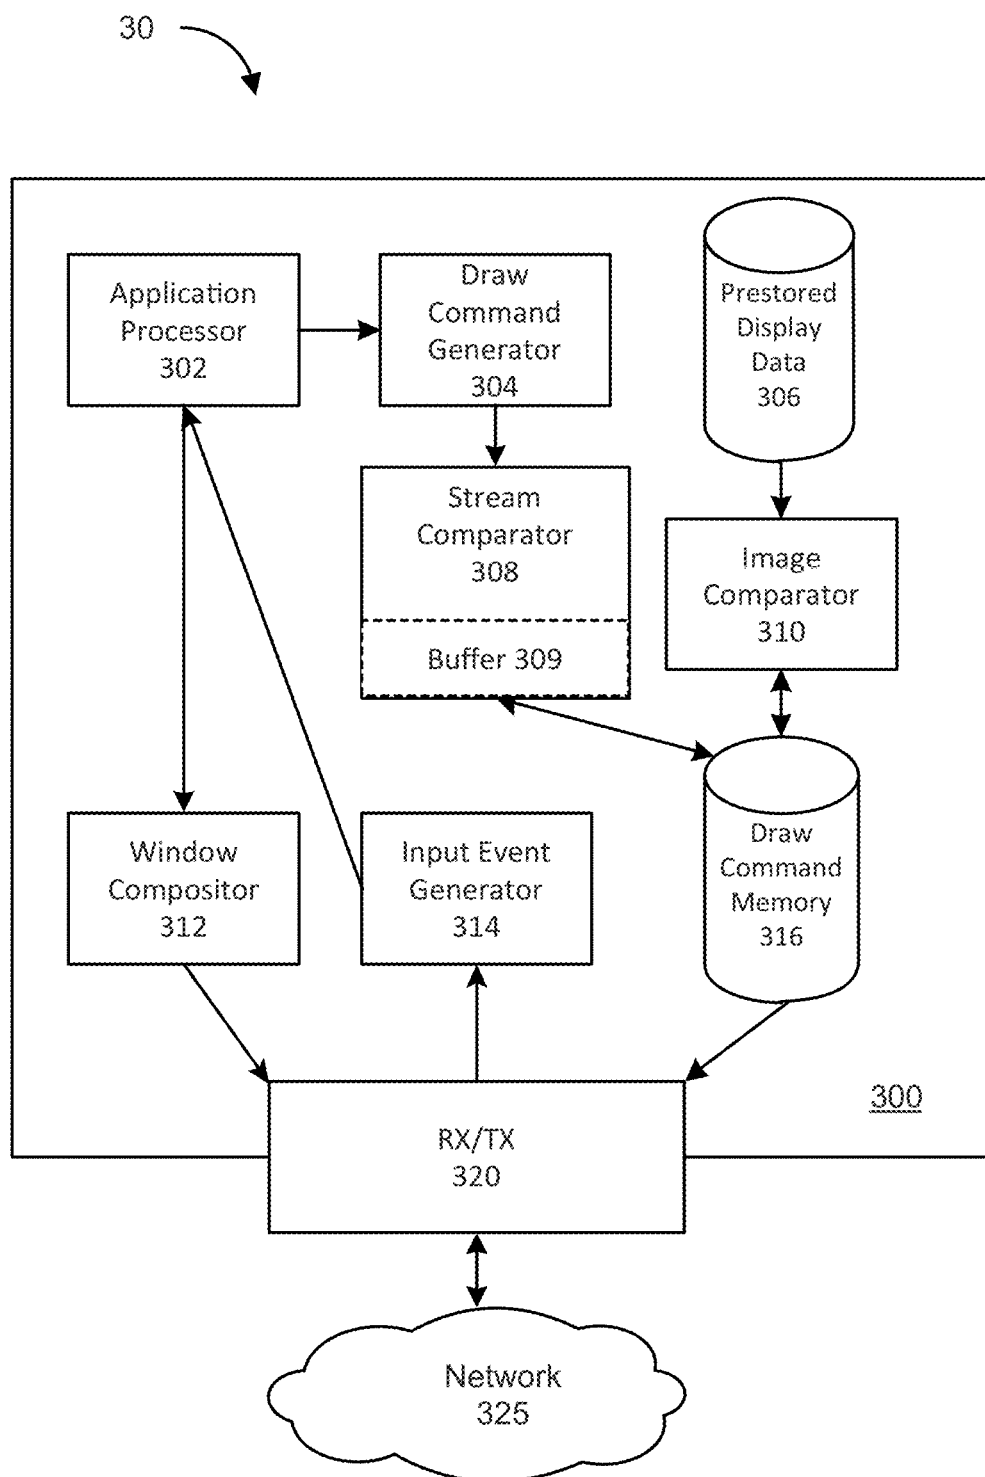 30
Application
Processor
302
Draw
Command
Generator
304
Prestored
Display
Data
306
Stream
Comparator
308
Buffer 309
Image
Comparator
310
Window
Compositor
312
Input Event
Generator
314
Draw
Command
Memory
316
RX/TX
320
300
Network
325